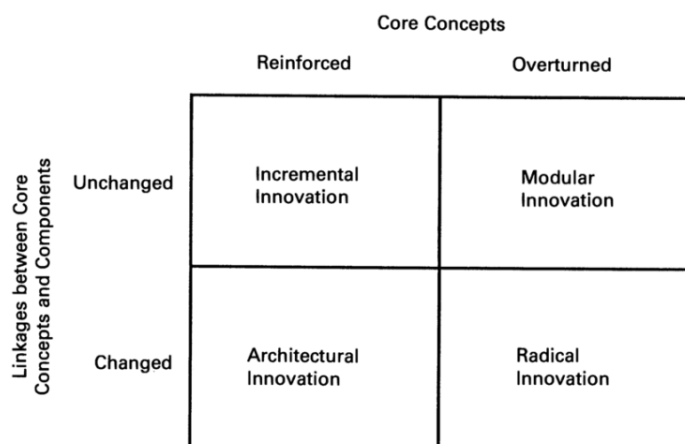 Core Concepts
Reinforced
Overturned
Linkages between Core
Concepts and Components
Unchanged
Incremental
Innovation
Modular
Innovation
Changed
Architectural
Innovation
Radical
Innovation